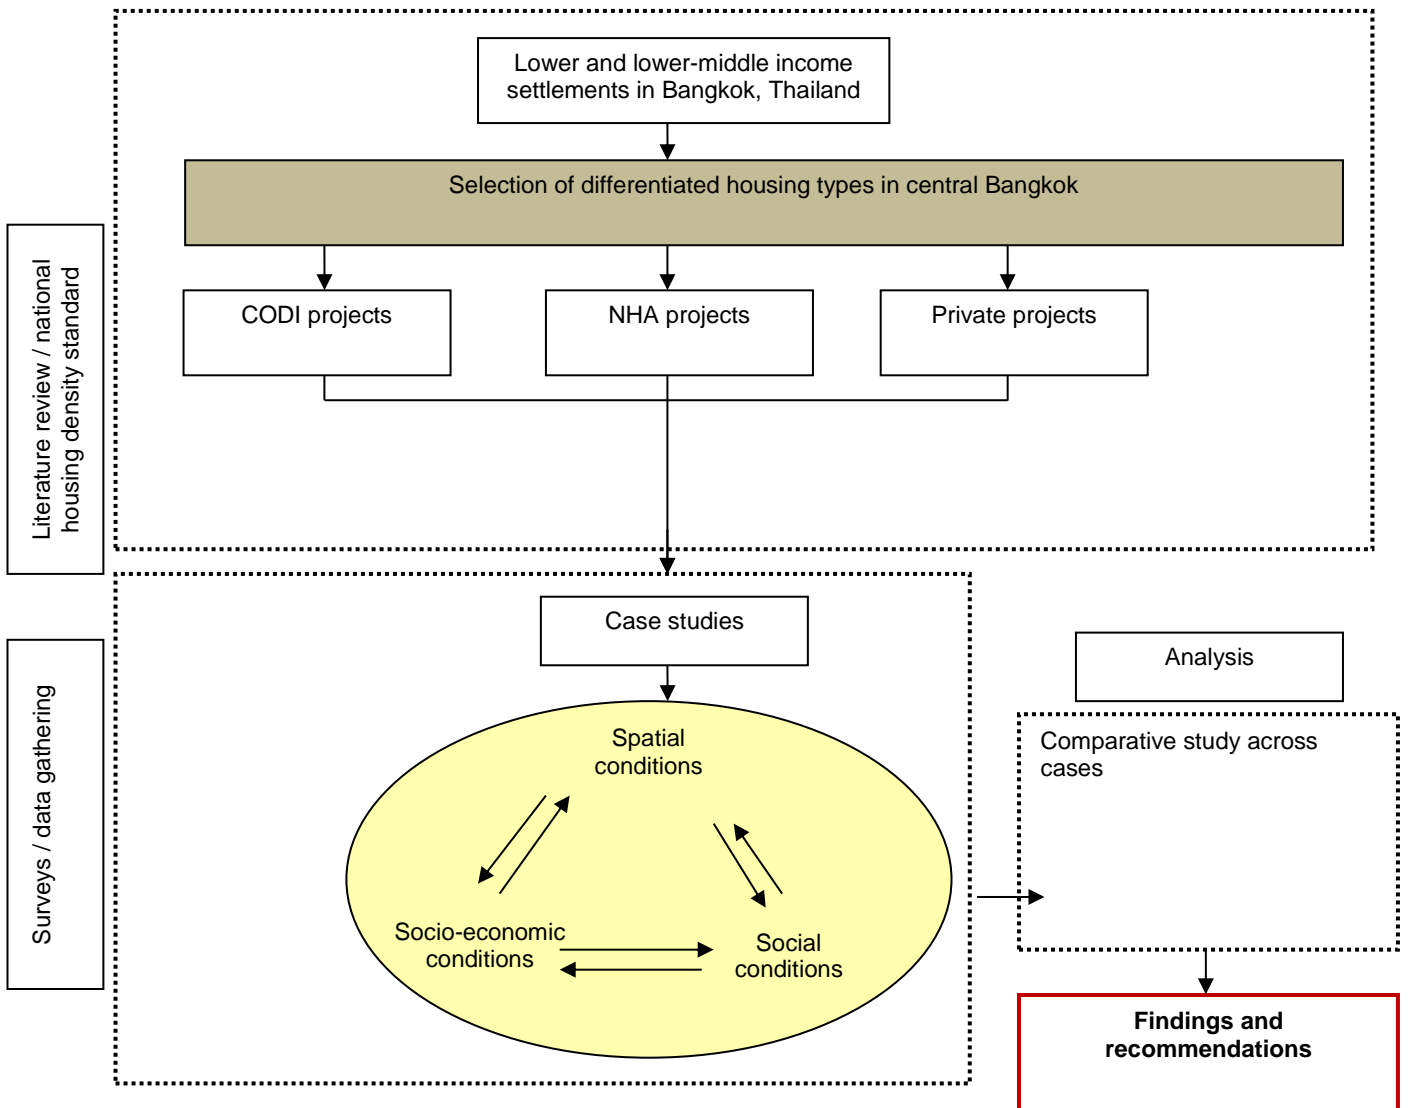 Lower and lower-middle income
settlements in Bangkok, Thailand
Selection of differentiated housing types in central Bangkok
CODI projects
NHA projects
Private projects
Literature review / national
housing density standard
Case studies
Analysis
Surveys / data gathering
Spatial
conditions
Comparative study across
cases
Socio-economic
conditions
Social
conditions
Findings and
recommendations